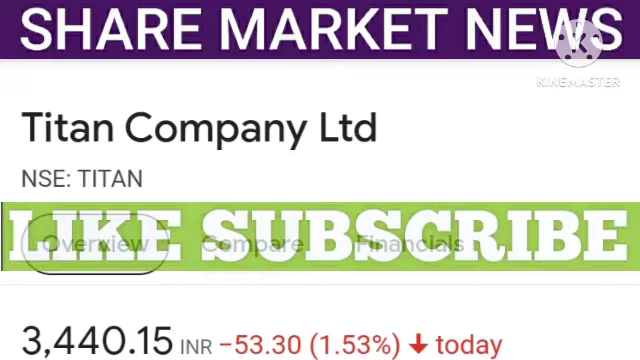 SHARE MARKET NEWS
KINEMASTER
Titan Company Ltd
NSE: TITAN
LIKE SUBSCRIBE
Overview Compare Financials
3,440.15 INR −53.30 (1.53%) ↓ today